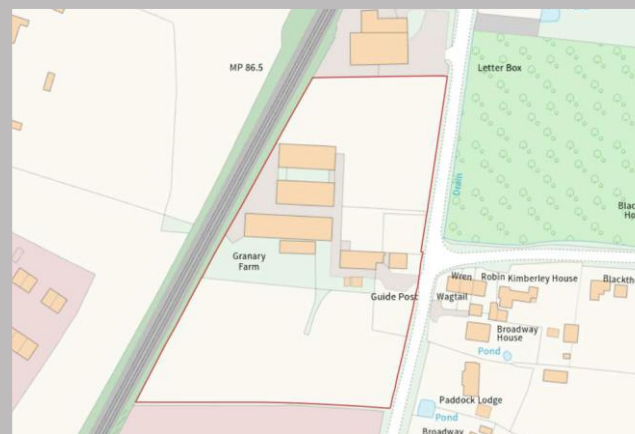 MP 86.5
Letter Box
Drain
Granary
Farm
Guide Post
Wren
Robin
Kimberley House
Wagtail
Broadway
House
Pond
Paddock Lodge
Pond
Broadway